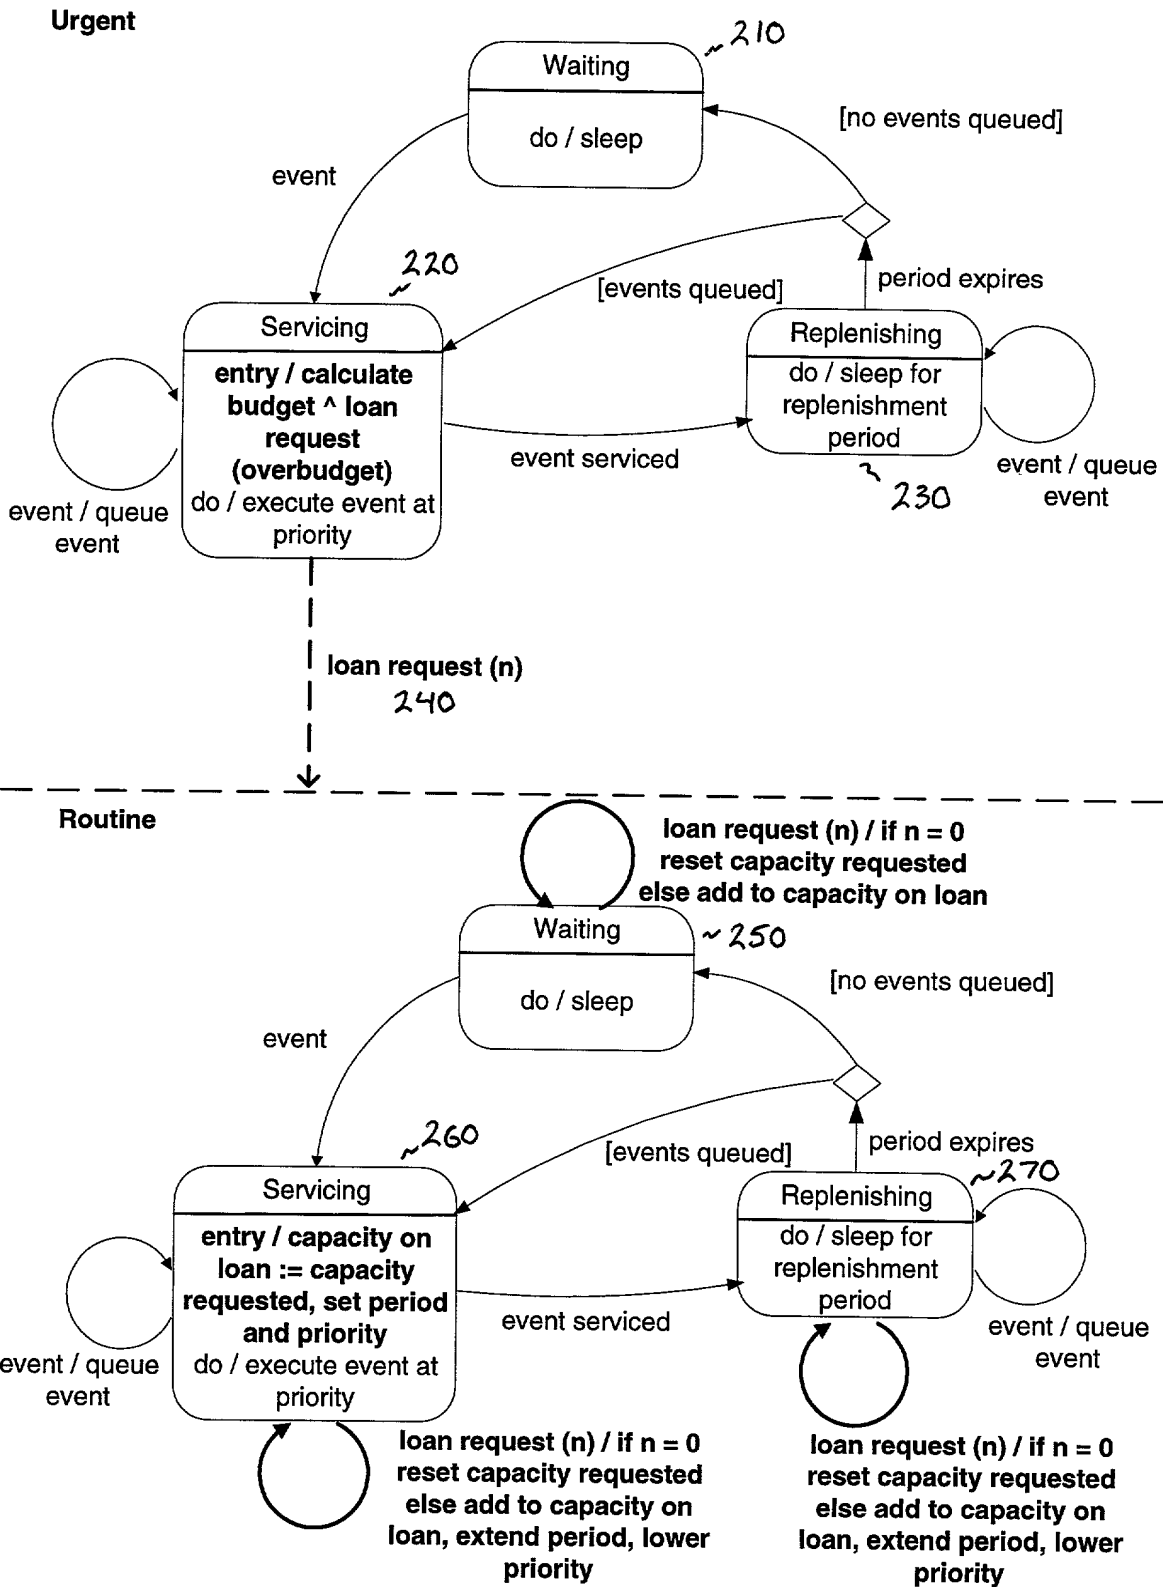 Urgent
210
Waiting
[no events queued]
do / sleep
event
220
period expires
[events queued]
Servicing
Replenishing
entry / calculate
budget ^ loan
request
(overbudget)
do / execute event at
priority
do / sleep for
replenishment
period
event serviced
event / queue
event
230
event / queue
event
loan request (n)
240
Routine
loan request (n) / if n = 0
reset capacity requested
else add to capacity on loan
Waiting
250
[no events queued]
do / sleep
event
260
period expires
[events queued]
270
Servicing
Replenishing
entry / capacity on
loan := capacity
requested, set period
and priority
do / execute event at
priority
do / sleep for
replenishment
period
event serviced
event / queue
event
event / queue
event
loan request (n) / if n = 0
reset capacity requested
else add to capacity on
loan, extend period, lower
priority
loan request (n) / if n = 0
reset capacity requested
else add to capacity on
loan, extend period, lower
priority